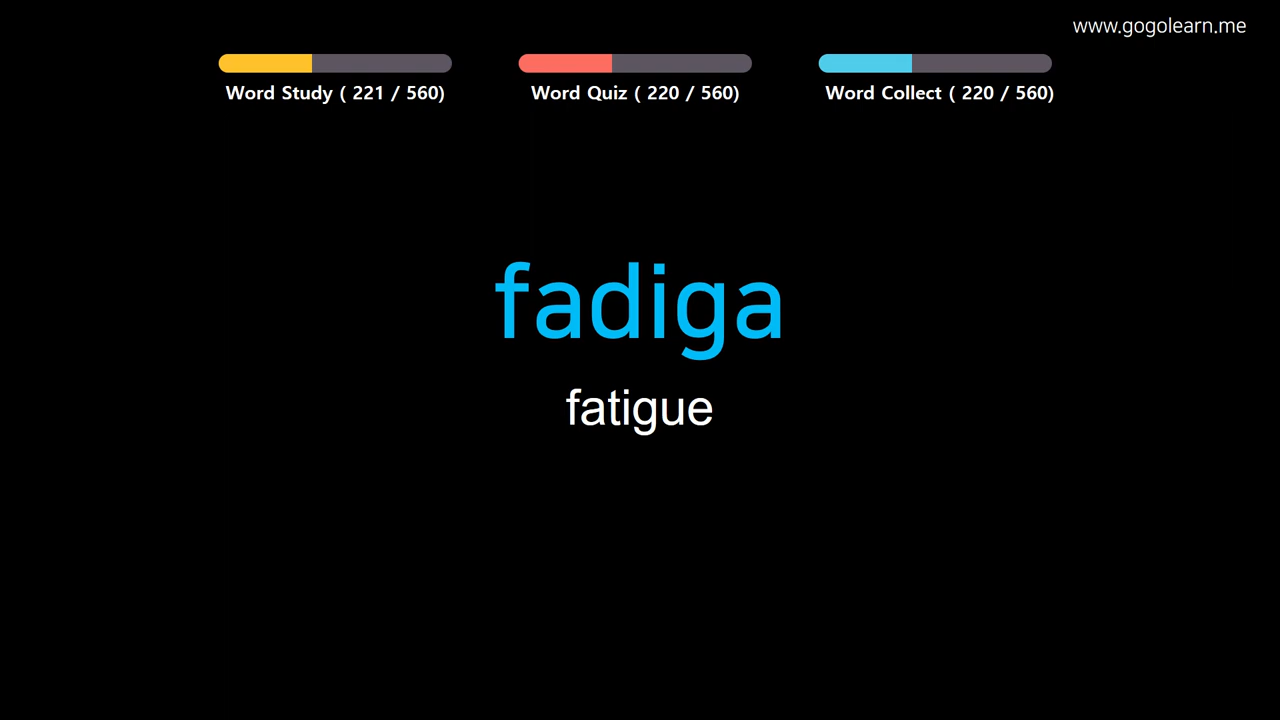 www.gogolearn.me
Word Study ( 221 / 560)
Word Quiz ( 220 / 560)
Word Collect ( 220 / 560)
fadiga
fatigue